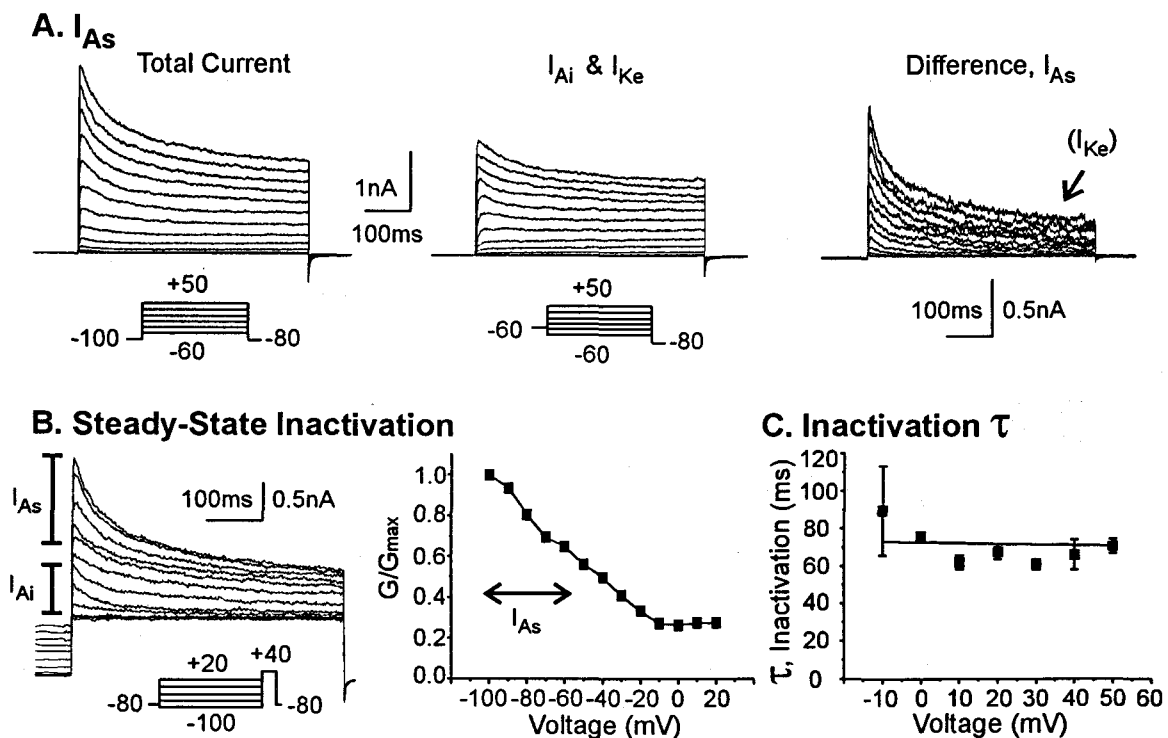 A. I_As
Total Current
I_Ai & I_Ke
Difference, I_As
(I_Ke)
1nA
100ms
100ms
0.5nA
+50
-100
-80
-60
+50
-60
-80
-60
B. Steady-State Inactivation
I_As
I_Ai
100ms
0.5nA
+20
+40
-80
-80
-100
G/Gmax
1.0
0.8
0.6
0.4
0.2
0.0
I_As
-100 -80 -60 -40 -20 0 20
Voltage (mV)
C. Inactivation τ
τ, Inactivation (ms)
120
100
80
60
40
20
0
-10 0 10 20 30 40 50 60
Voltage (mV)